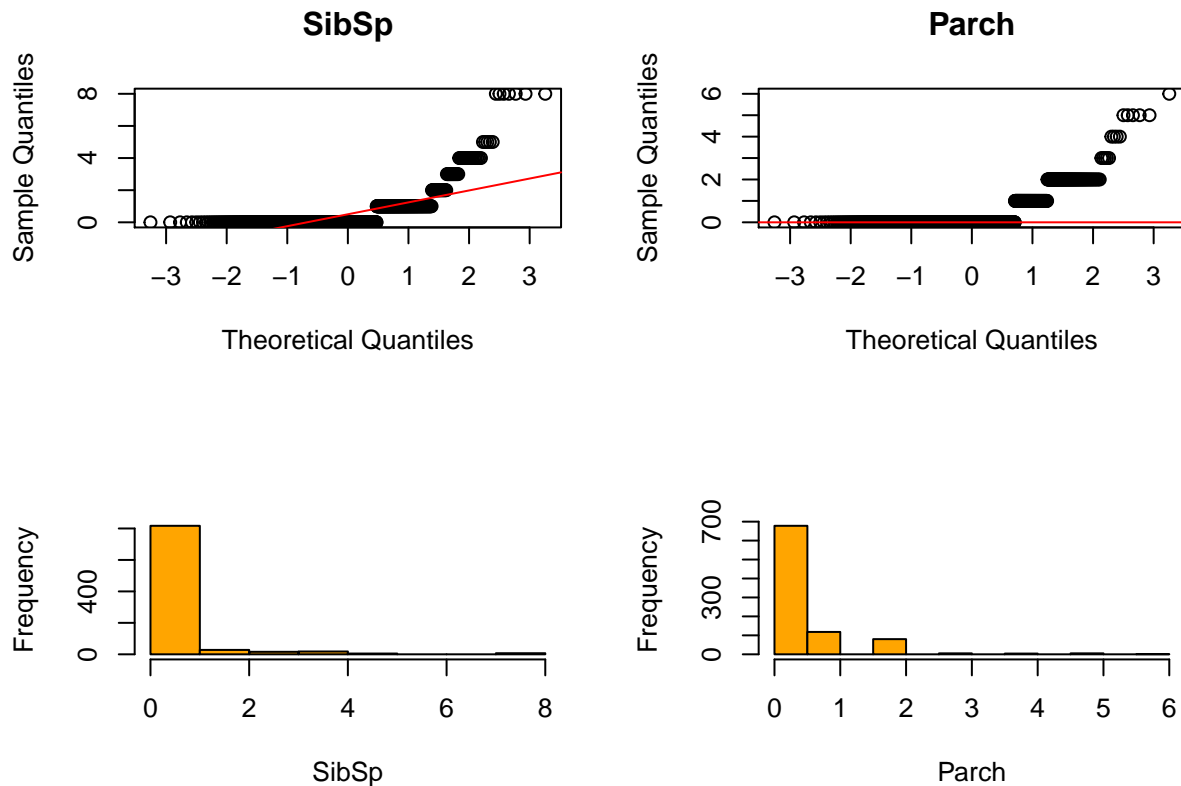 SibSp
Sample Quantiles
0 4 8
−3 −2 −1 0 1 2 3
Theoretical Quantiles
Parch
Sample Quantiles
0 2 4 6
−3 −2 −1 0 1 2 3
Theoretical Quantiles
Frequency
0 400
0 2 4 6 8
SibSp
Frequency
0 300 700
0 1 2 3 4 5 6
Parch